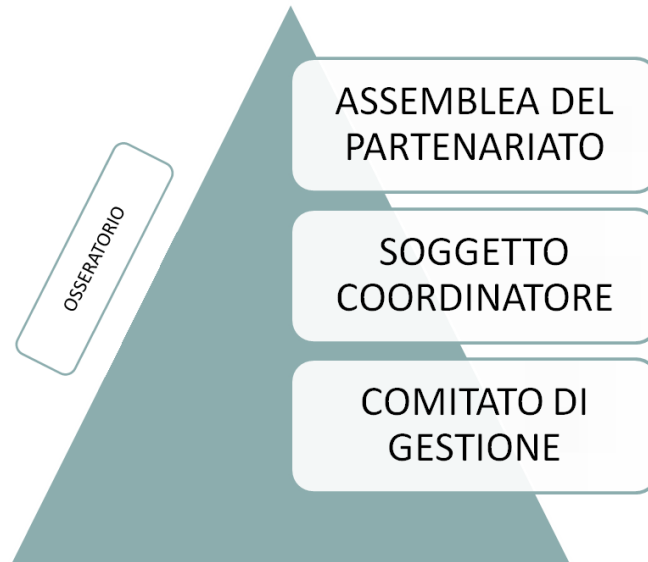 ASSEMBLEA DEL
PARTENARIATO
OSSERATORIO
SOGGETTO
COORDINATORE
COMITATO DI
GESTIONE